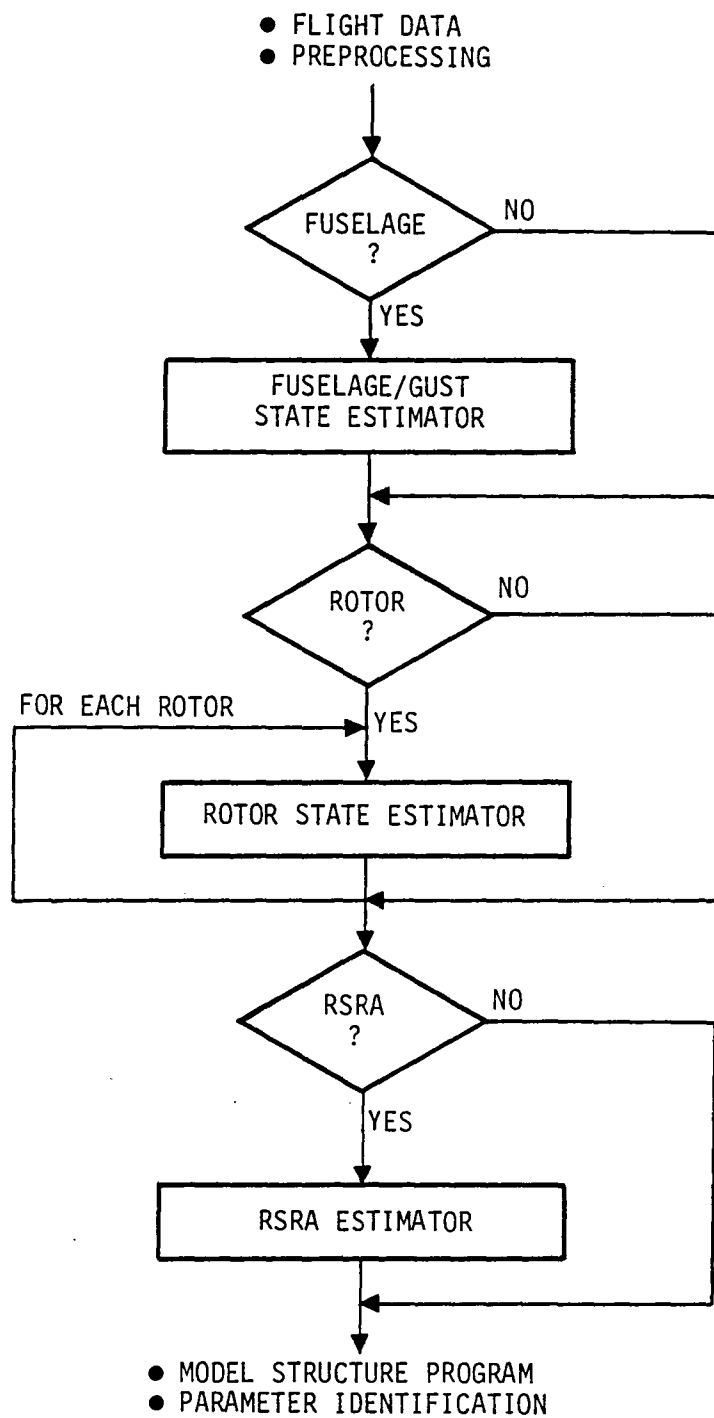 ● FLIGHT DATA
● PREPROCESSING
FUSELAGE
?
NO
YES
FUSELAGE/GUST
STATE ESTIMATOR
ROTOR
?
NO
FOR EACH ROTOR
YES
ROTOR STATE ESTIMATOR
RSRA
?
NO
YES
RSRA ESTIMATOR
● MODEL STRUCTURE PROGRAM
● PARAMETER IDENTIFICATION